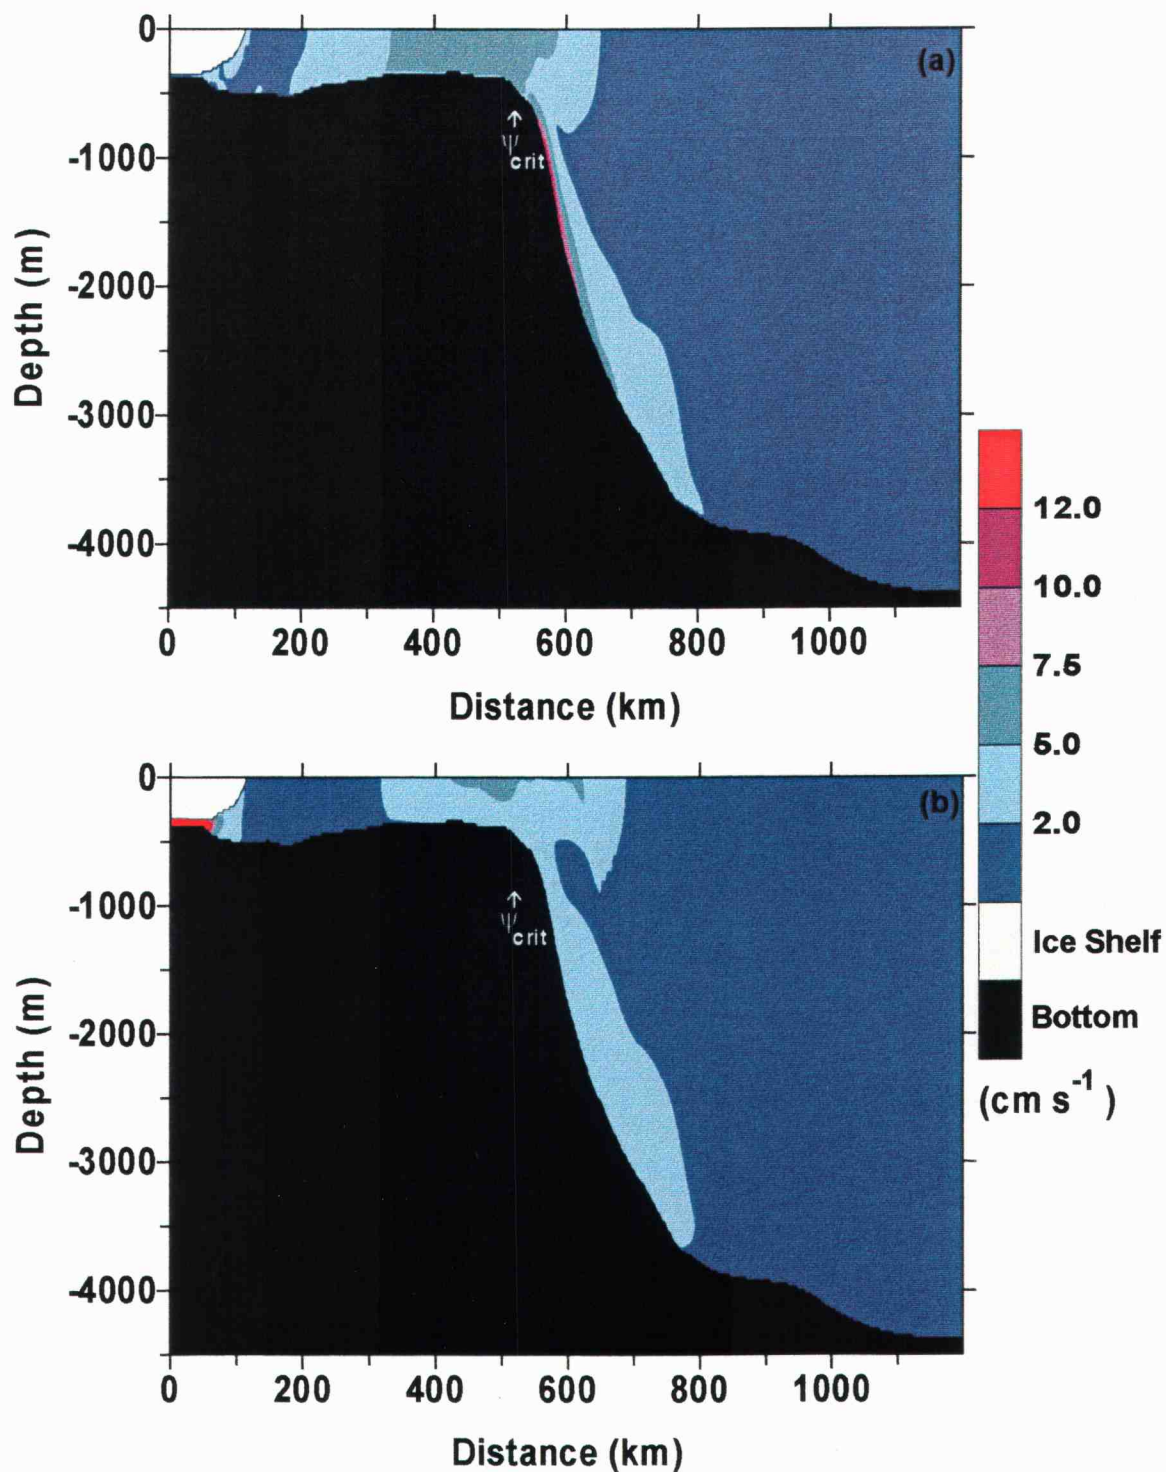 0
-1000
-2000
-3000
-4000
Depth (m)
(a)
ψcrit
0 200 400 600 800 1000
Distance (km)
12.0
10.0
7.5
5.0
2.0
Ice Shelf
Bottom
(cm s⁻¹ )
0
-1000
-2000
-3000
-4000
Depth (m)
(b)
ψcrit
0 200 400 600 800 1000
Distance (km)